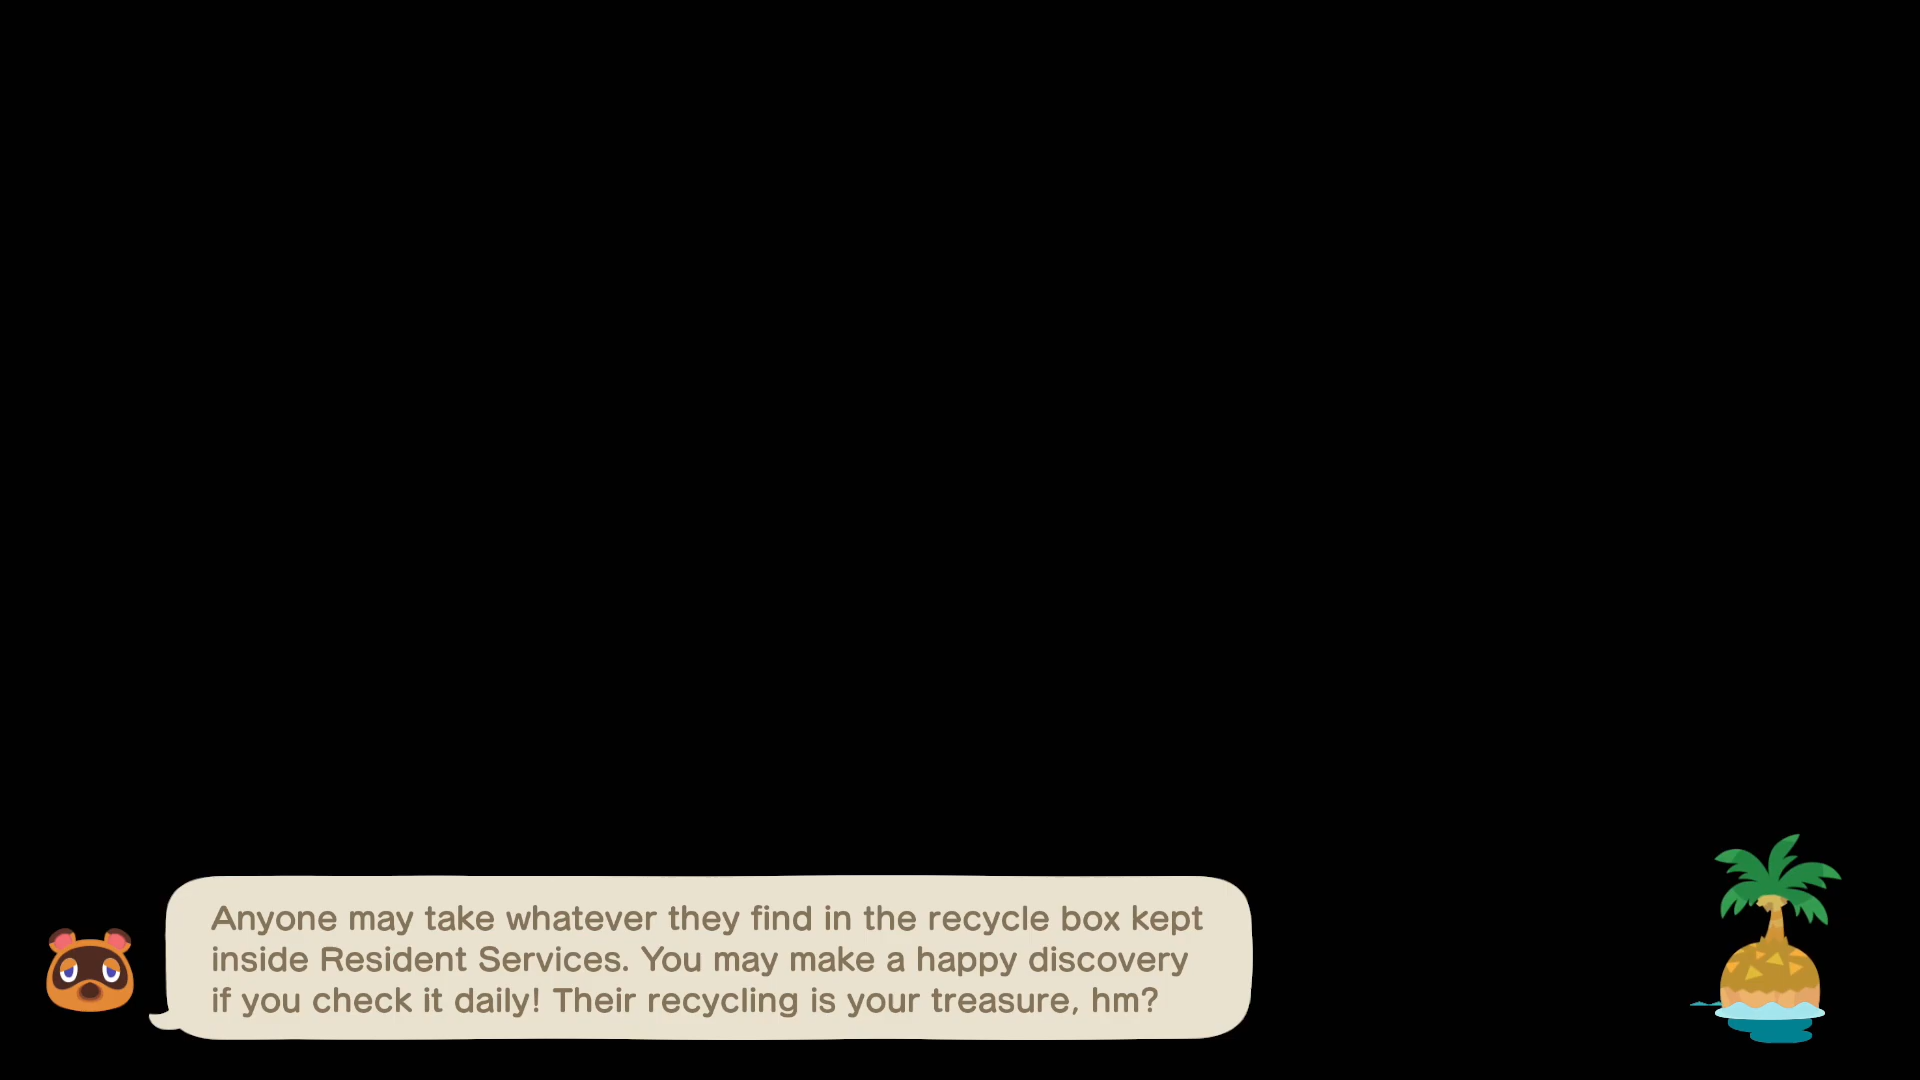 Anyone may take whatever they find in the recycle box kept
inside Resident Services. You may make a happy discovery
if you check it daily! Their recycling is your treasure, hm?